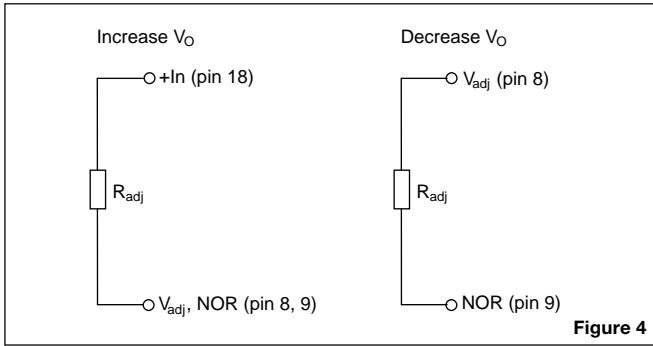 Increase VO
+In (pin 18)
Radj
Vadj, NOR (pin 8, 9)
Decrease VO
Vadj (pin 8)
Radj
NOR (pin 9)
Figure 4